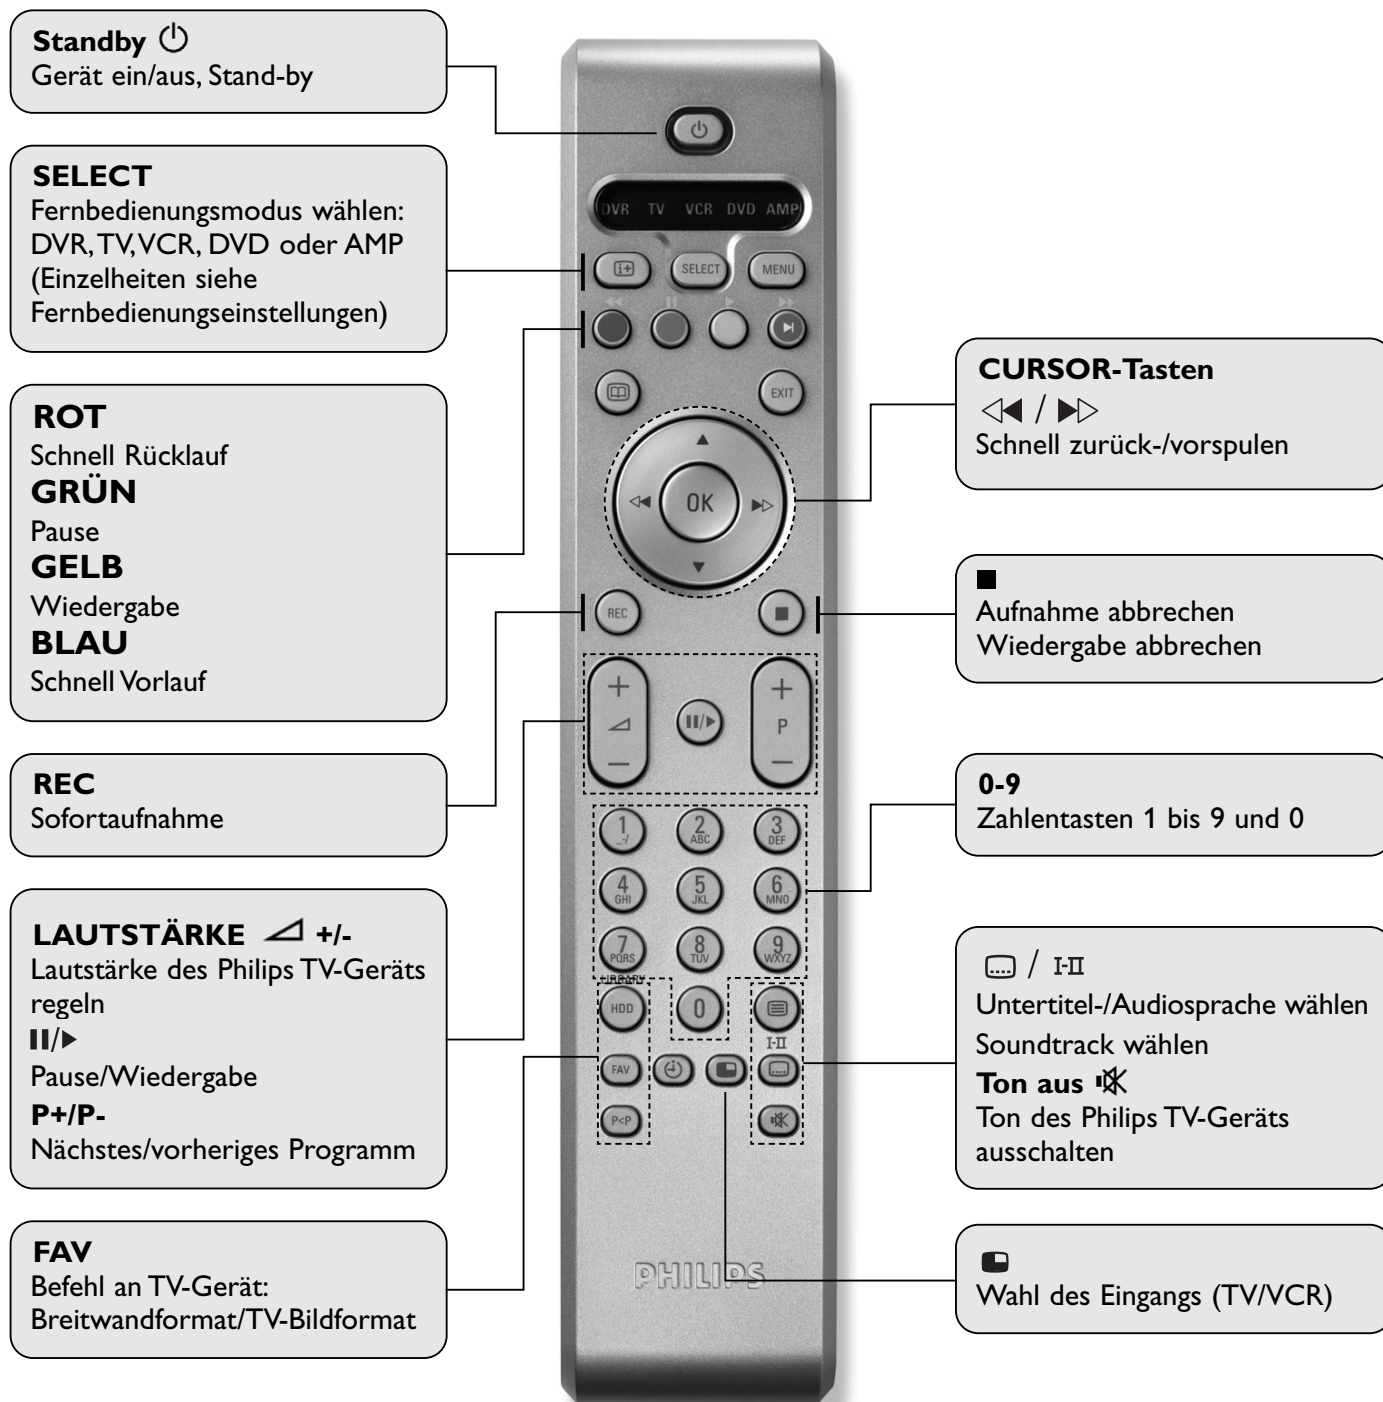 Standby
Gerät ein/aus, Stand-by
SELECT
Fernbedienungsmodus wählen:
DVR, TV, VCR, DVD oder AMP
(Einzelheiten siehe
Fernbedienungseinstellungen)
ROT
Schnell Rücklauf
GRÜN
Pause
GELB
Wiedergabe
BLAU
Schnell Vorlauf
REC
Sofortaufnahme
LAUTSTÄRKE +/-
Lautstärke des Philips TV-Geräts
regeln
II/▶
Pause/Wiedergabe
P+/P-
Nächstes/vorheriges Programm
FAV
Befehl an TV-Gerät:
Breitwandformat/TV-Bildformat
DVR TV VCR DVD AMP
i+ SELECT MENU
EXIT
OK
REC
+ +
II/▶ P
— —
1 2 3
_-/ ABC DEF
4 5 6
GHI JKL MNO
7 8 9
PQRS TUV WXYZ
LIBRARY
HDD 0
I-II
FAV
P<P
PHILIPS
CURSOR-Tasten
◁◀ / ▶▷
Schnell zurück-/vorspulen
■
Aufnahme abbrechen
Wiedergabe abbrechen
0-9
Zahlentasten 1 bis 9 und 0
/ I-II
Untertitel-/Audiosprache wählen
Soundtrack wählen
Ton aus
Ton des Philips TV-Geräts
ausschalten
Wahl des Eingangs (TV/VCR)